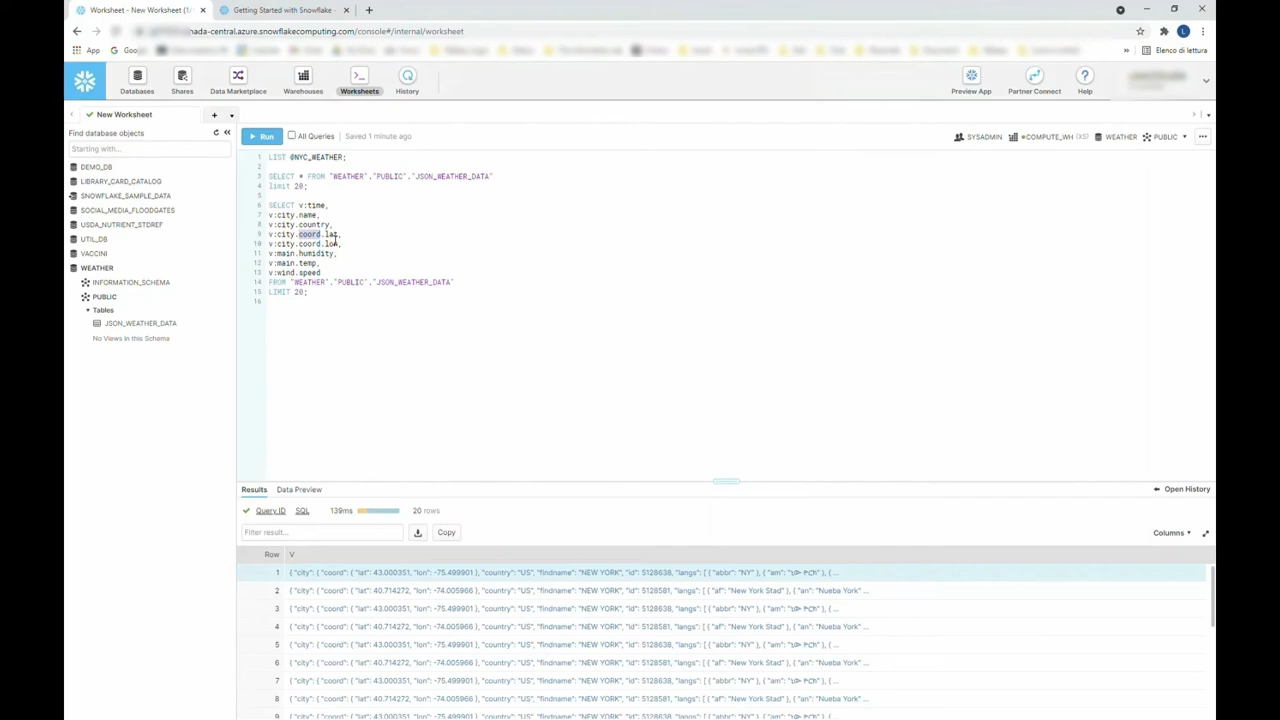 Worksheet - New Worksheet (1/
Getting Started with Snowflake -
nada-central.azure.snowflakecomputing.com/console#/internal/worksheet
App
Elenco di lettura
Databases
Shares
Data Marketplace
Warehouses
Worksheets
History
Preview App
Partner Connect
Help
New Worksheet
Find database objects
Starting with...
DEMO_DB
LIBRARY_CARD_CATALOG
SNOWFLAKE_SAMPLE_DATA
SOCIAL_MEDIA_FLOODGATES
USDA_NUTRIENT_STDREF
UTIL_DB
VACCINI
WEATHER
INFORMATION_SCHEMA
PUBLIC
Tables
JSON_WEATHER_DATA
No Views in this Schema
Run All Queries Saved 1 minute ago
SYSADMIN COMPUTE_WH (XS) WEATHER PUBLIC
1 LIST @NYC_WEATHER;
2
3 SELECT * FROM "WEATHER"."PUBLIC"."JSON_WEATHER_DATA"
4 limit 20;
5
6 SELECT v:time,
7 v:city.name,
8 v:city.country,
9 v:city.coord.lat,
10 v:city.coord.lon,
11 v:main.humidity,
12 v:main.temp,
13 v:wind.speed
14 FROM "WEATHER"."PUBLIC"."JSON_WEATHER_DATA"
15 LIMIT 20;
16
Results Data Preview
Open History
Query ID SQL 139ms 20 rows
Filter result...
Copy
Columns
Row V
1 { "city": { "coord": { "lat": 43.000351, "lon": -75.499901 }, "country": "US", "findname": "NEW YORK", "id": 5128638, "langs": [ { "abbr": "NY" }, { "am": 
2 { "city": { "coord": { "lat": 40.714272, "lon": -74.005966 }, "country": "US", "findname": "NEW YORK", "id": 5128581, "langs": [ { "af": "New York Stad" }, { "an": "Nueba York" ...
3 { "city": { "coord": { "lat": 43.000351, "lon": -75.499901 }, "country": "US", "findname": "NEW YORK", "id": 5128638, "langs": [ { "abbr": "NY" }, { "am": 
4 { "city": { "coord": { "lat": 40.714272, "lon": -74.005966 }, "country": "US", "findname": "NEW YORK", "id": 5128581, "langs": [ { "af": "New York Stad" }, { "an": "Nueba York" ...
5 { "city": { "coord": { "lat": 43.000351, "lon": -75.499901 }, "country": "US", "findname": "NEW YORK", "id": 5128638, "langs": [ { "abbr": "NY" }, { "am": 
6 { "city": { "coord": { "lat": 40.714272, "lon": -74.005966 }, "country": "US", "findname": "NEW YORK", "id": 5128581, "langs": [ { "af": "New York Stad" }, { "an": "Nueba York" ...
7 { "city": { "coord": { "lat": 43.000351, "lon": -75.499901 }, "country": "US", "findname": "NEW YORK", "id": 5128638, "langs": [ { "abbr": "NY" }, { "am": 
8 { "city": { "coord": { "lat": 40.714272, "lon": -74.005966 }, "country": "US", "findname": "NEW YORK", "id": 5128581, "langs": [ { "af": "New York Stad" }, { "an": "Nueba York" ...